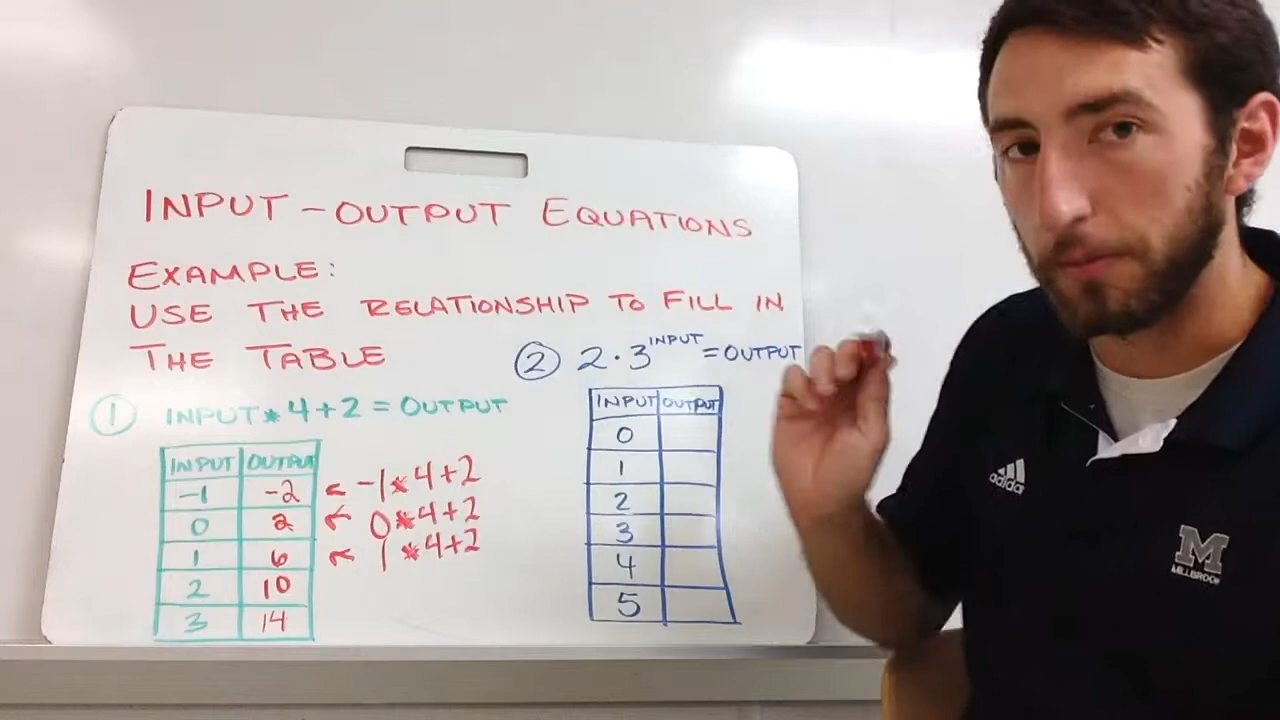 INPUT-OUTPUT EQUATIONS
EXAMPLE:
USE THE RELATIONSHIP TO FILL IN
THE TABLE
① INPUT * 4 + 2 = OUTPUT
INPUT OUTPUT
-1 -2 ← -1 * 4 + 2
0 2 ← 0 * 4 + 2
1 6 ← 1 * 4 + 2
2 10
3 14
② 2 · 3^INPUT = OUTPUT
INPUT OUTPUT
0
1
2
3
4
5
adidas
M
MILLBROOK